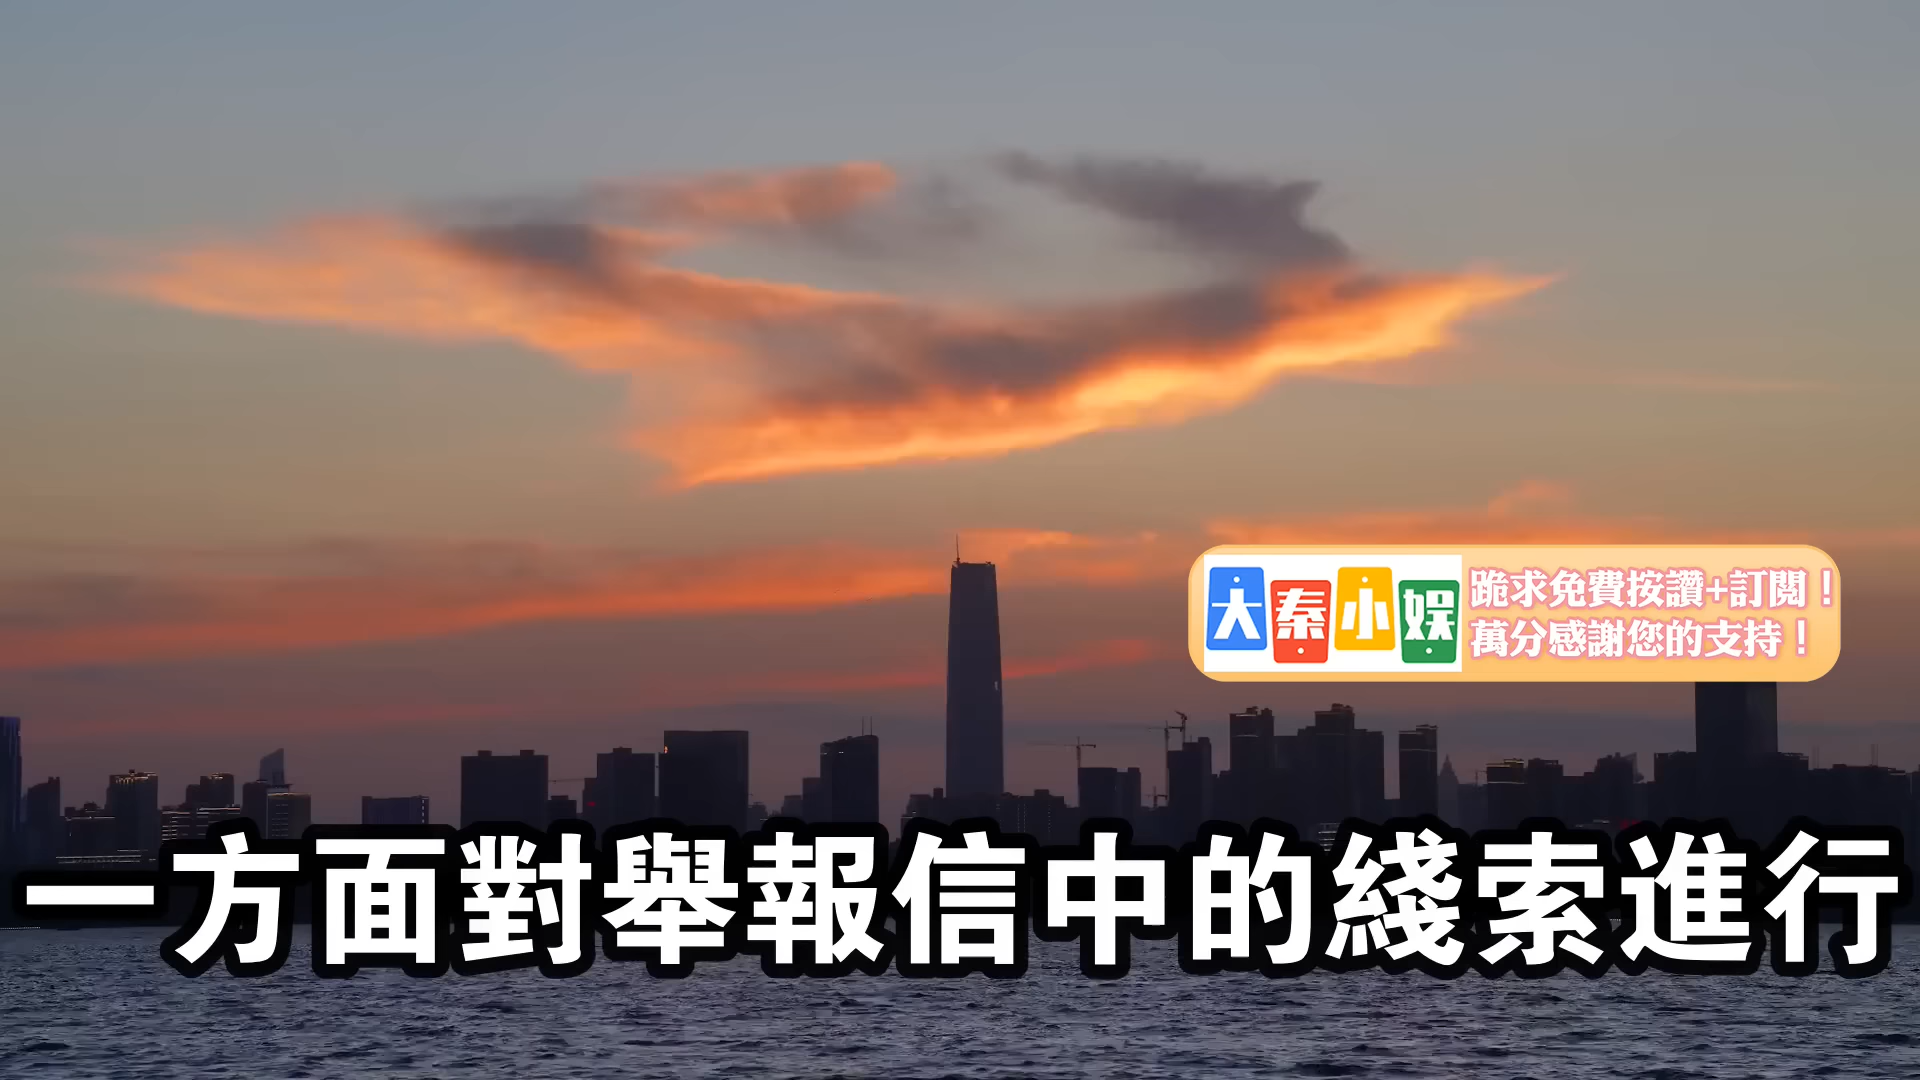 大秦小娱
跪求免費按讚+訂閱！
萬分感謝您的支持！
一方面對舉報信中的綫索進行